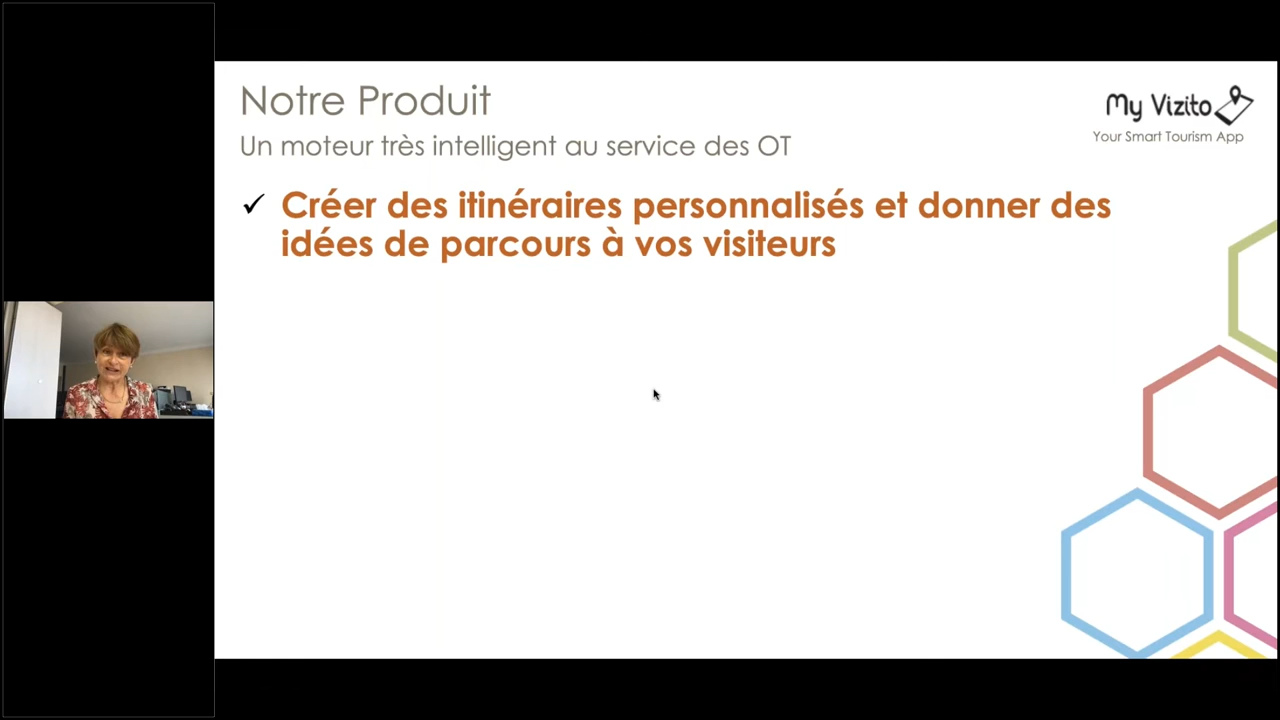 Notre Produit
Un moteur très intelligent au service des OT
My Vizito
Your Smart Tourism App
✓ Créer des itinéraires personnalisés et donner des
idées de parcours à vos visiteurs